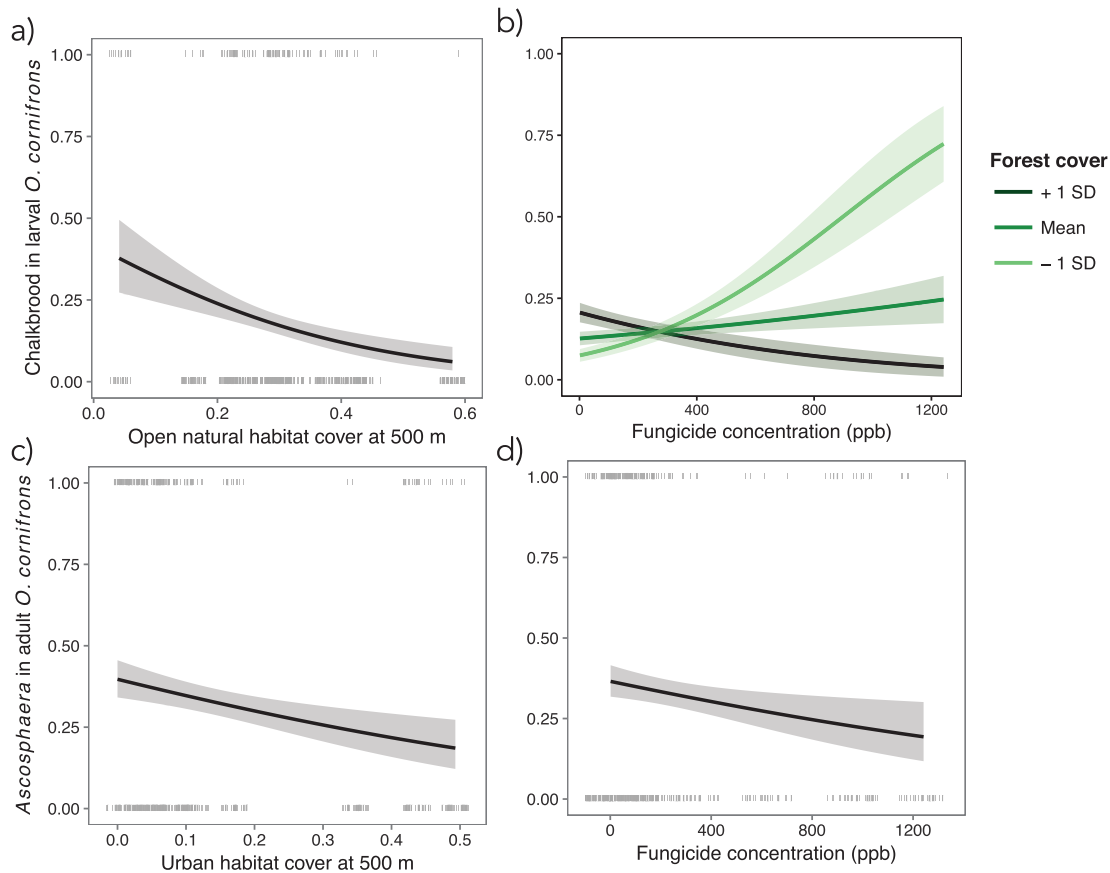 a)
Chalkbrood in larval O. cornifrons
1.00
0.75
0.50
0.25
0.00
0.0
0.2
0.4
0.6
Open natural habitat cover at 500 m
b)
1.00
0.75
0.50
0.25
0.00
0
400
800
1200
Fungicide concentration (ppb)
Forest cover
+ 1 SD
Mean
– 1 SD
c)
Ascosphaera in adult O. cornifrons
1.00
0.75
0.50
0.25
0.00
0.0
0.1
0.2
0.3
0.4
0.5
Urban habitat cover at 500 m
d)
1.00
0.75
0.50
0.25
0.00
0
400
800
1200
Fungicide concentration (ppb)